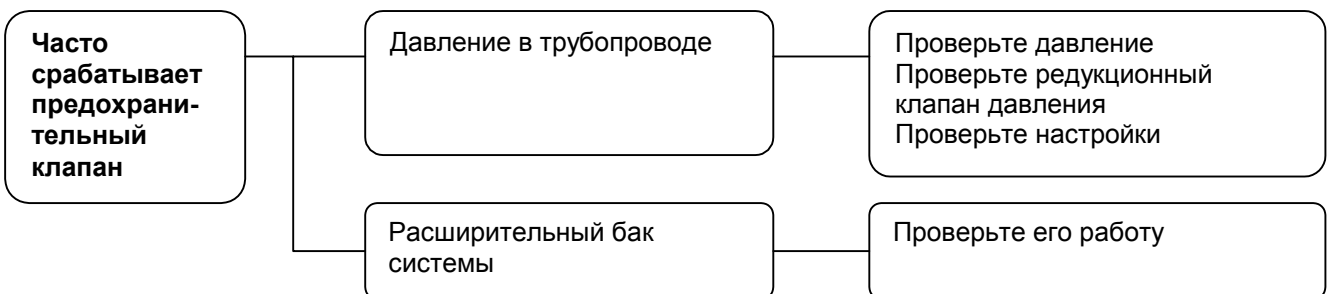 Часто
срабатывает
предохрани-
тельный
клапан
Давление в трубопроводе
Проверьте давление
Проверьте редукционный
клапан давления
Проверьте настройки
Расширительный бак
системы
Проверьте его работу